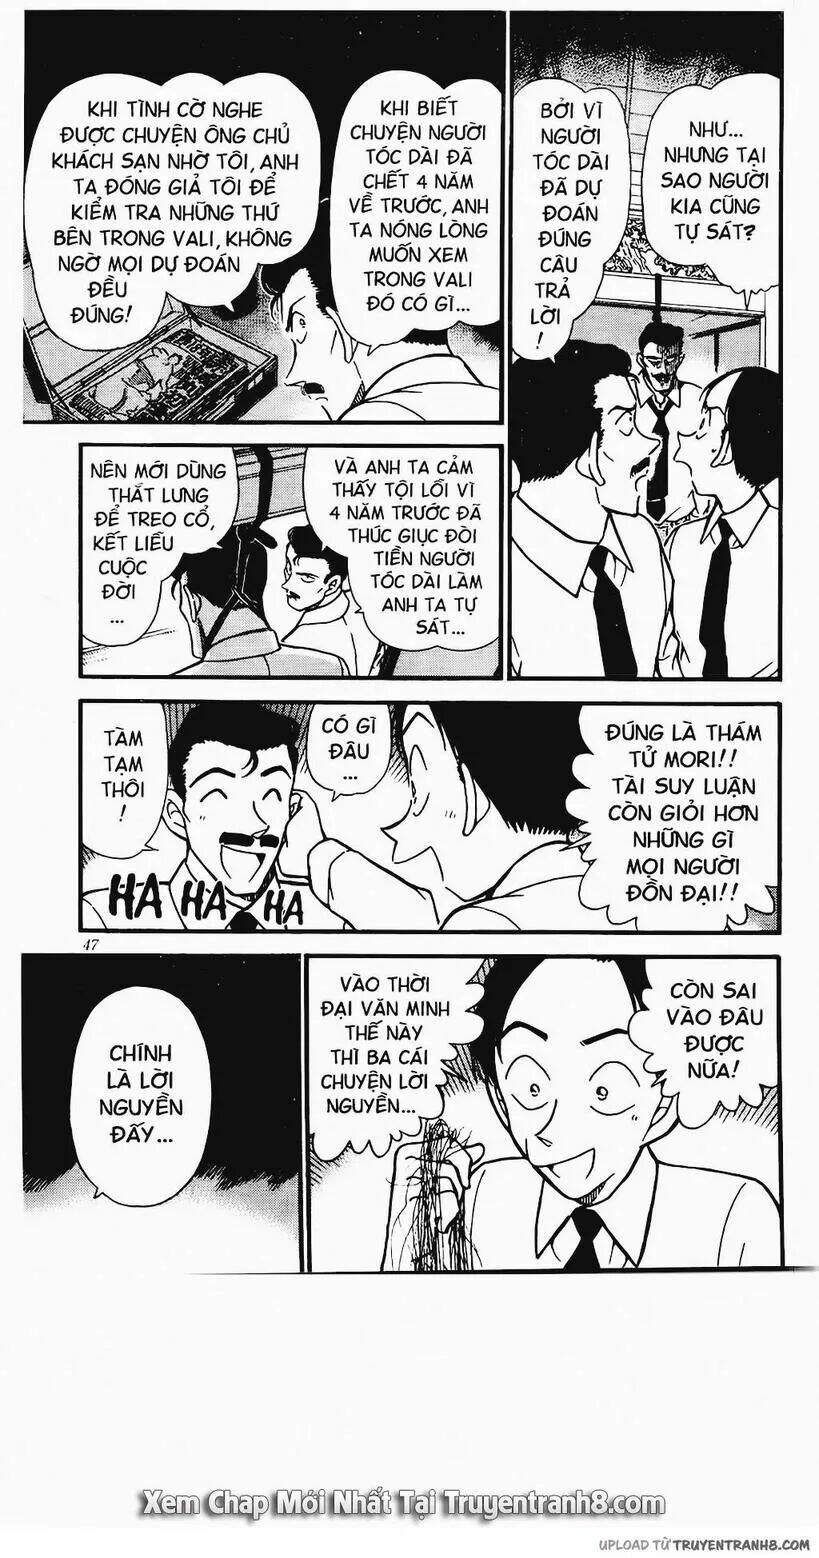 NHƯ...
NHƯNG TẠI
SAO NGƯỜI
KIA CŨNG
TỰ SÁT?
BỞI VÌ
NGƯỜI
TÓC DÀI
ĐÃ DỰ
ĐOÁN
ĐÚNG
CÂU
TRẢ
LỜI
!
KHI BIẾT
CHUYỆN NGƯỜI
TÓC DÀI ĐÃ
CHẾT 4 NĂM
VỀ TRƯỚC, ANH
TA NÓNG LÒNG
MUỐN XEM
TRONG VALI
ĐÓ CÓ GÌ...
KHI TÌNH CỜ NGHE
ĐƯỢC CHUYỆN ÔNG CHỦ
KHÁCH SẠN NHỜ TÔI, ANH
TA ĐÓNG GIẢ TÔI ĐỂ
KIỂM TRA NHỮNG THỨ
BÊN TRONG VALI, KHÔNG
NGỜ MỌI DỰ ĐOÁN
ĐỀU
ĐÚNG!
VÀ ANH TA CẢM
THẤY TỘI LỖI VÌ
4 NĂM TRƯỚC ĐÃ
THÚC GIỤC ĐÒI
TIỀN NGƯỜI
TÓC DÀI LÀM
ANH TA TỰ
SÁT...
NÊN MỚI DÙNG
THẮT LƯNG
ĐỂ TREO CỔ,
KẾT LIỄU
CUỘC
ĐỜI
...
ĐÚNG LÀ THÁM
TỬ MORI!!
TÀI SUY LUẬN
CÒN GIỎI HƠN
NHỮNG GÌ
MỌI NGƯỜI
ĐỒN ĐẠI!!
CÓ GÌ
ĐÂU
...
TÀM
TẠM
THÔI
!
HA HA HA
47
CÒN SAI
VÀO ĐÂU
ĐƯỢC
NỮA!
VÀO THỜI
ĐẠI VĂN MINH
THẾ NÀY
THÌ BA CÁI
CHUYỆN LỜI
NGUYỀN...
CHÍNH
LÀ LỜI
NGUYỀN
ĐẤY...
Xem Chap Mới Nhất Tại Truyentranh8.com
UPLOAD TỪ TRUYENTRANH8.COM